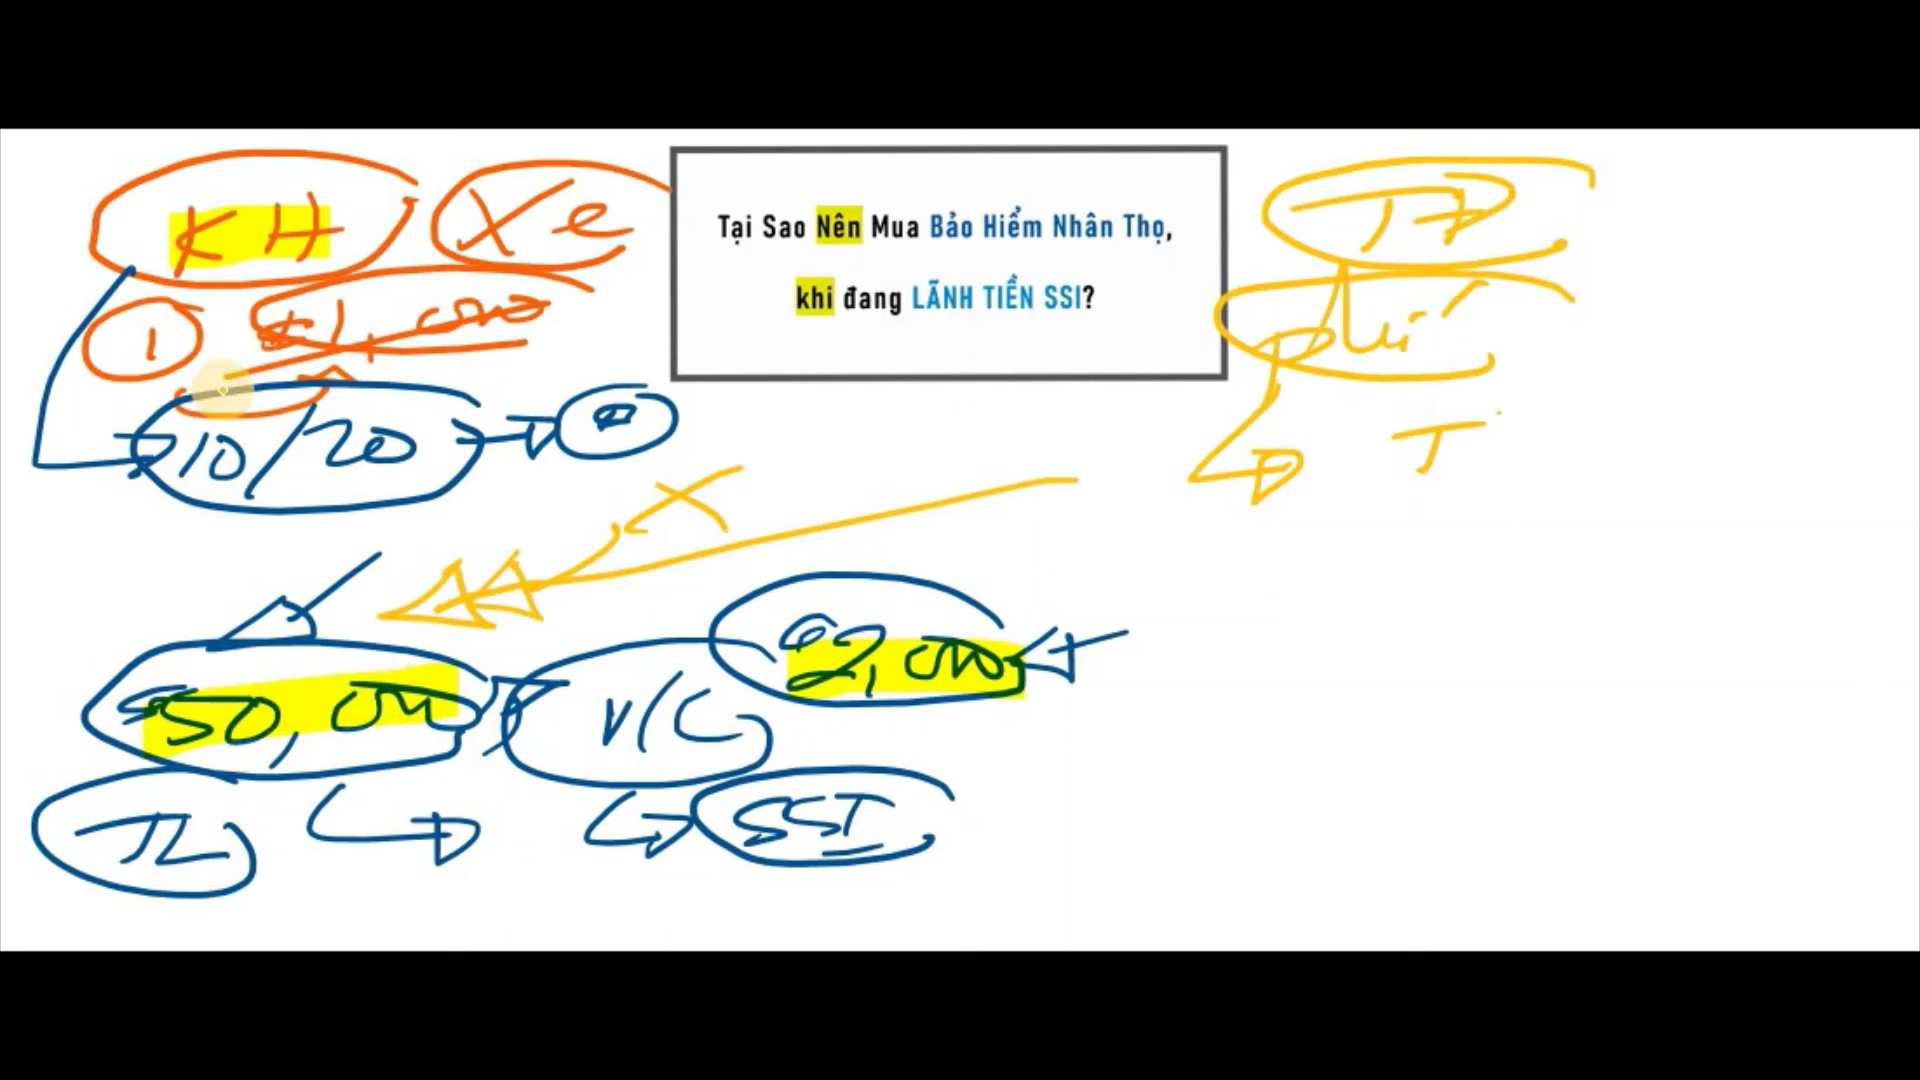 KH Xe
Tại Sao Nên Mua Bảo Hiểm Nhân Thọ,
khi đang LÃNH TIỀN SSI?
1
10/20
phí
T
$2,000
$50,000
V/C
SSI